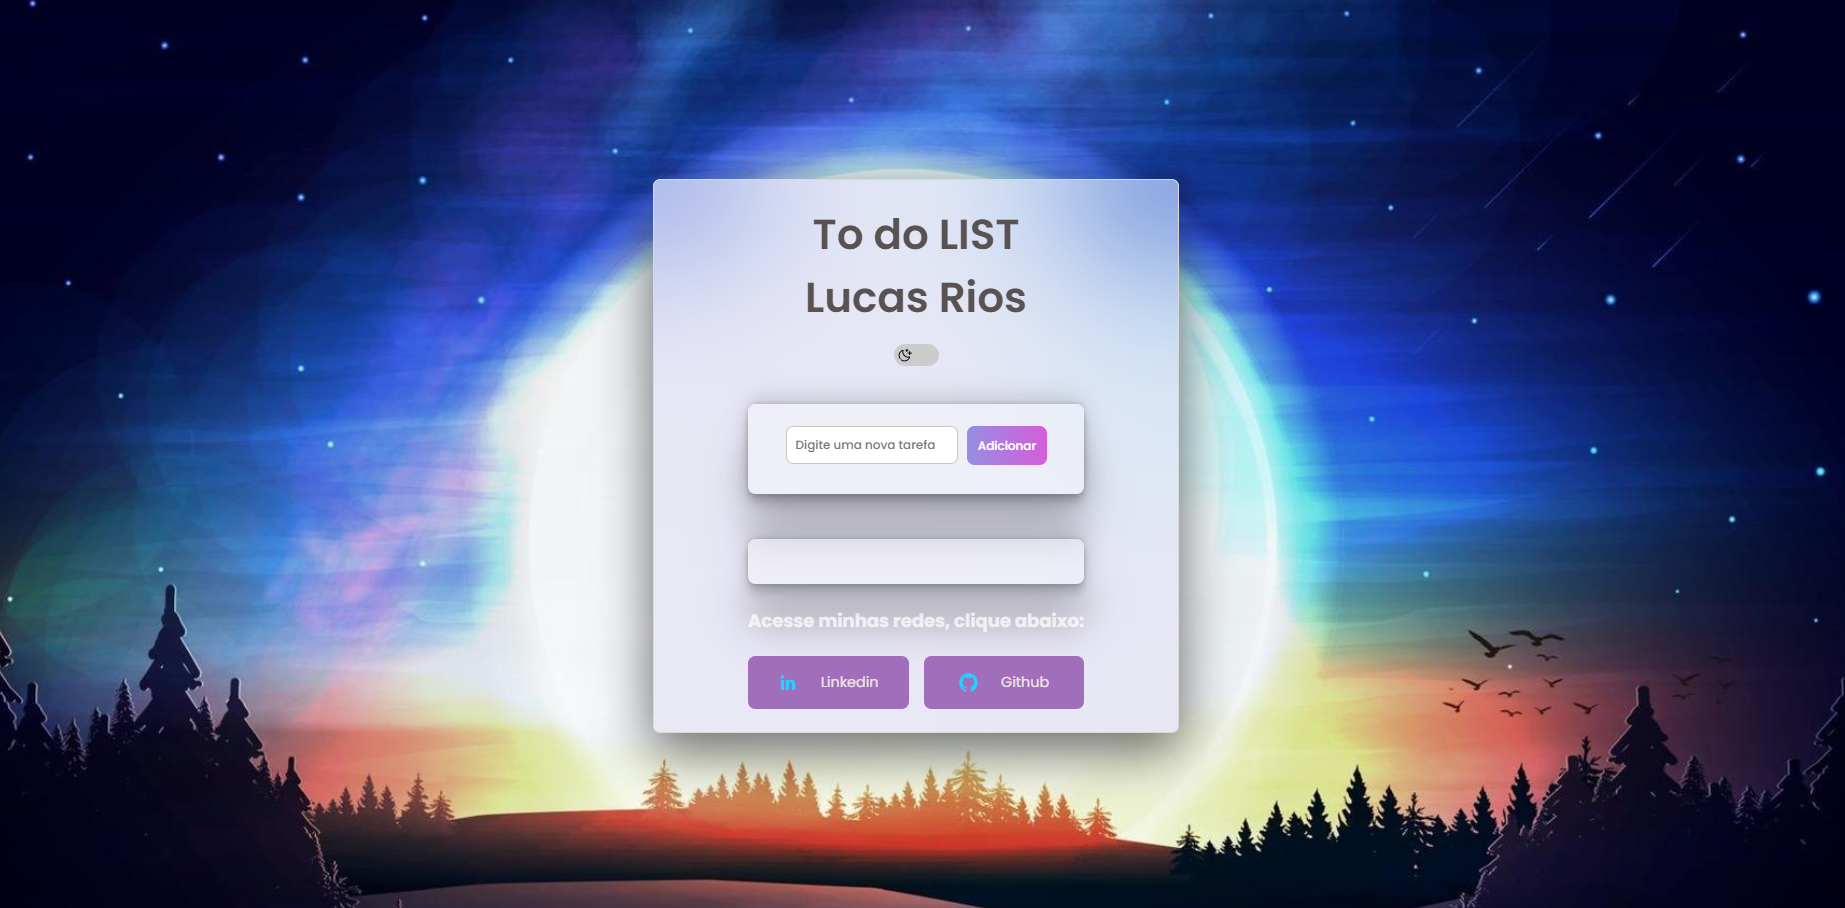 To do LIST
Lucas Rios
Digite uma nova tarefa
Adicionar
Acesse minhas redes, clique abaixo:
in Linkedin
Github